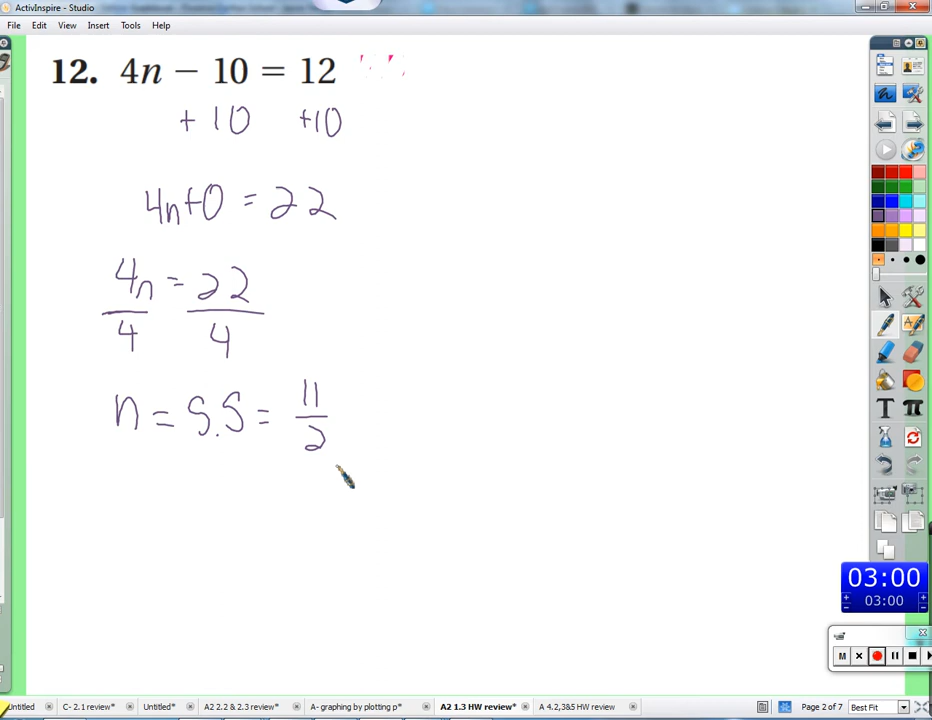 ActivInspire - Studio
File Edit View Insert Tools Help
12. 4n − 10 = 12
+ 10 +10
4n+0 = 22
4n = 22
4 4
n = 5.5 = 11
2
03:00
03:00
M
Untitled C- 2.1 review* Untitled* A2 2.2 & 2.3 review* A- graphing by plotting p* A2 1.3 HW review* A 4.2,3&5 HW review Page 2 of 7 Best Fit